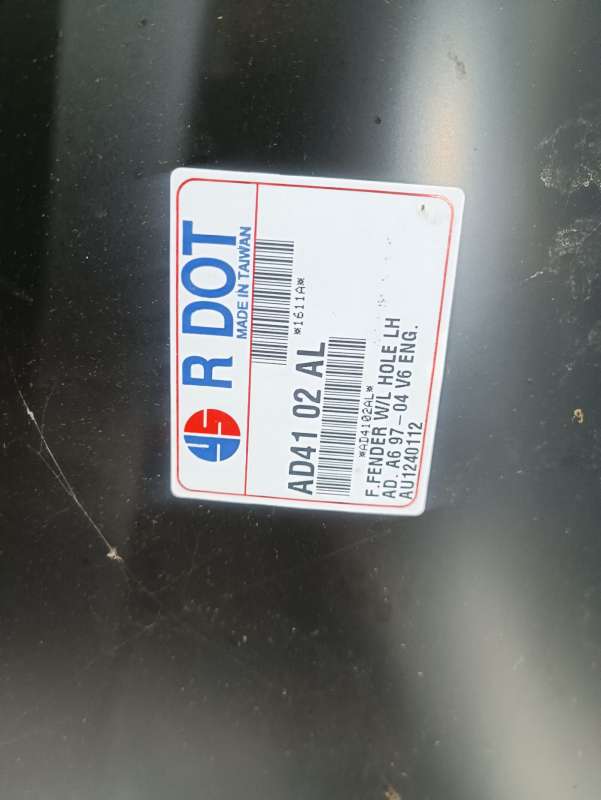 R DOT
MADE IN TAIWAN
*1611A*
AD41 02 AL
*AD4102AL*
F.FENDER W/L HOLE LH
AD. A6 97-04 V6 ENG.
AU1240112